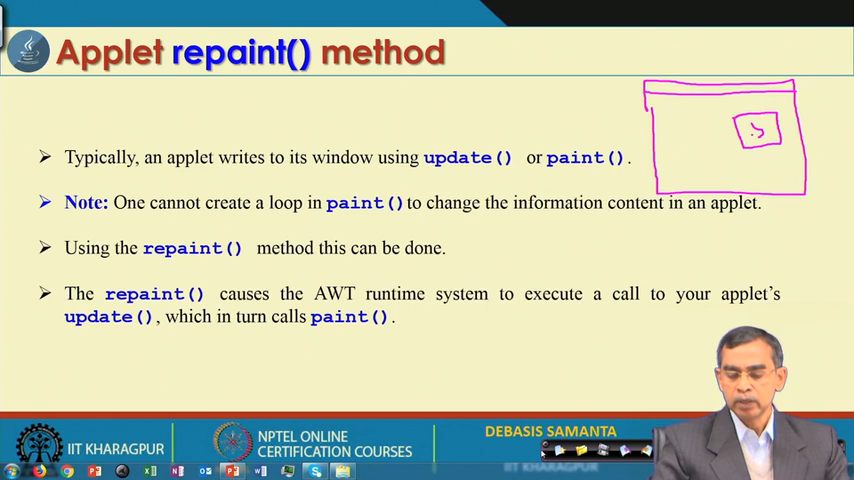 Applet repaint() method
Typically, an applet writes to its window using update() or paint().
Note: One cannot create a loop in paint() to change the information content in an applet.
Using the repaint() method this can be done.
The repaint() causes the AWT runtime system to execute a call to your applet's
update(), which in turn calls paint().
IIT KHARAGPUR
NPTEL ONLINE
CERTIFICATION COURSES
DEBASIS SAMANTA
IIT KHARAGPUR